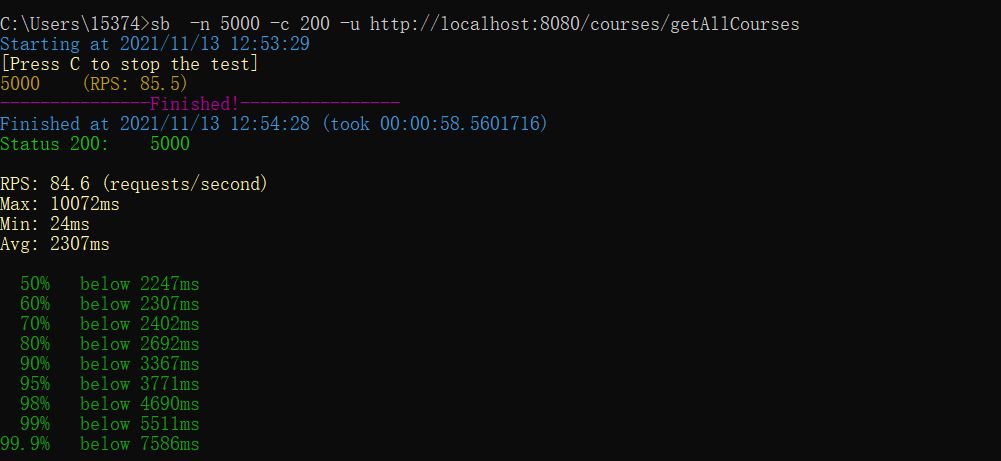 C:\Users\15374>sb  -n 5000 -c 200 -u http://localhost:8080/courses/getAllCourses
Starting at 2021/11/13 12:53:29
[Press C to stop the test]
5000    (RPS: 85.5)
---------------Finished!----------------
Finished at 2021/11/13 12:54:28 (took 00:00:58.5601716)
Status 200:    5000

RPS: 84.6 (requests/second)
Max: 10072ms
Min: 24ms
Avg: 2307ms

  50%   below 2247ms
  60%   below 2307ms
  70%   below 2402ms
  80%   below 2692ms
  90%   below 3367ms
  95%   below 3771ms
  98%   below 4690ms
  99%   below 5511ms
99.9%   below 7586ms